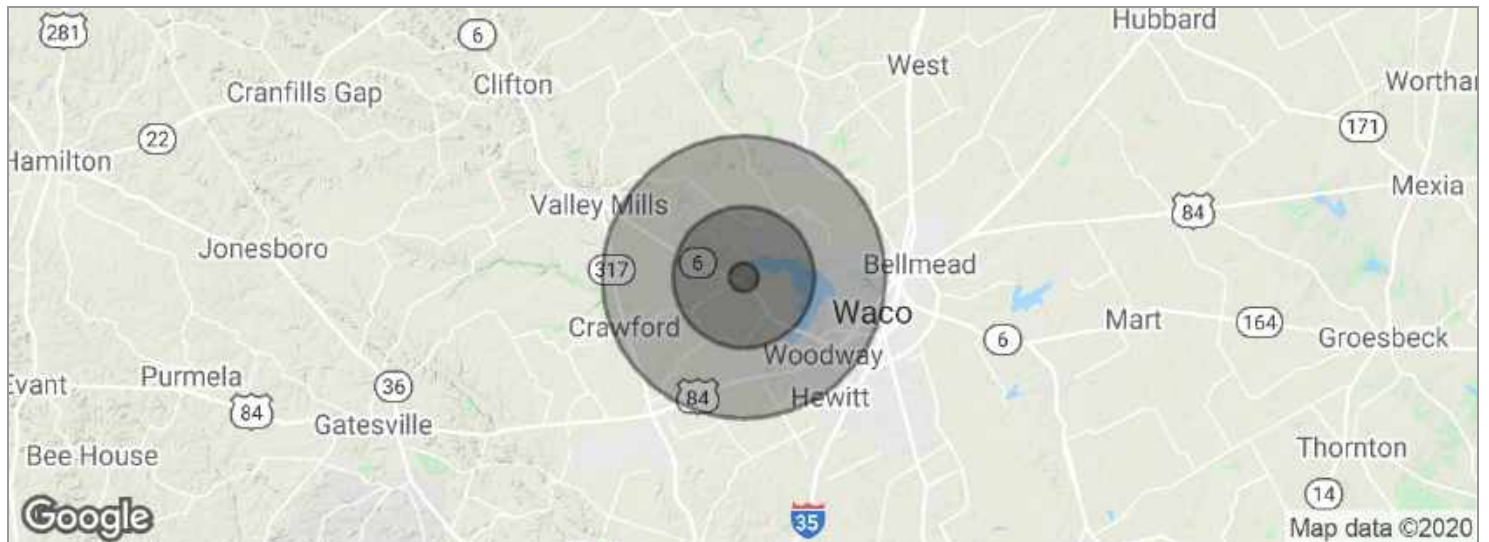 Hubbard
281
6
West
Clifton
Wortha
Cranfills Gap
22
171
Hamilton
Mexia
Valley Mills
84
Jonesboro
6
317
Bellmead
Waco
Mart
164
Crawford
6
Groesbeck
Woodway
Evant
Purmela
36
84
Hewitt
84
Gatesville
Thornton
Bee House
14
Google
35
Map data ©2020